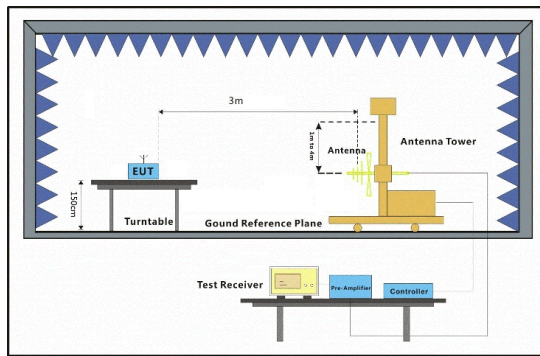 3m
1m to 4m
Antenna
Antenna Tower
EUT
150cm
Turntable
Gound Reference Plane
Test Receiver
Pre-Amplifier
Controller